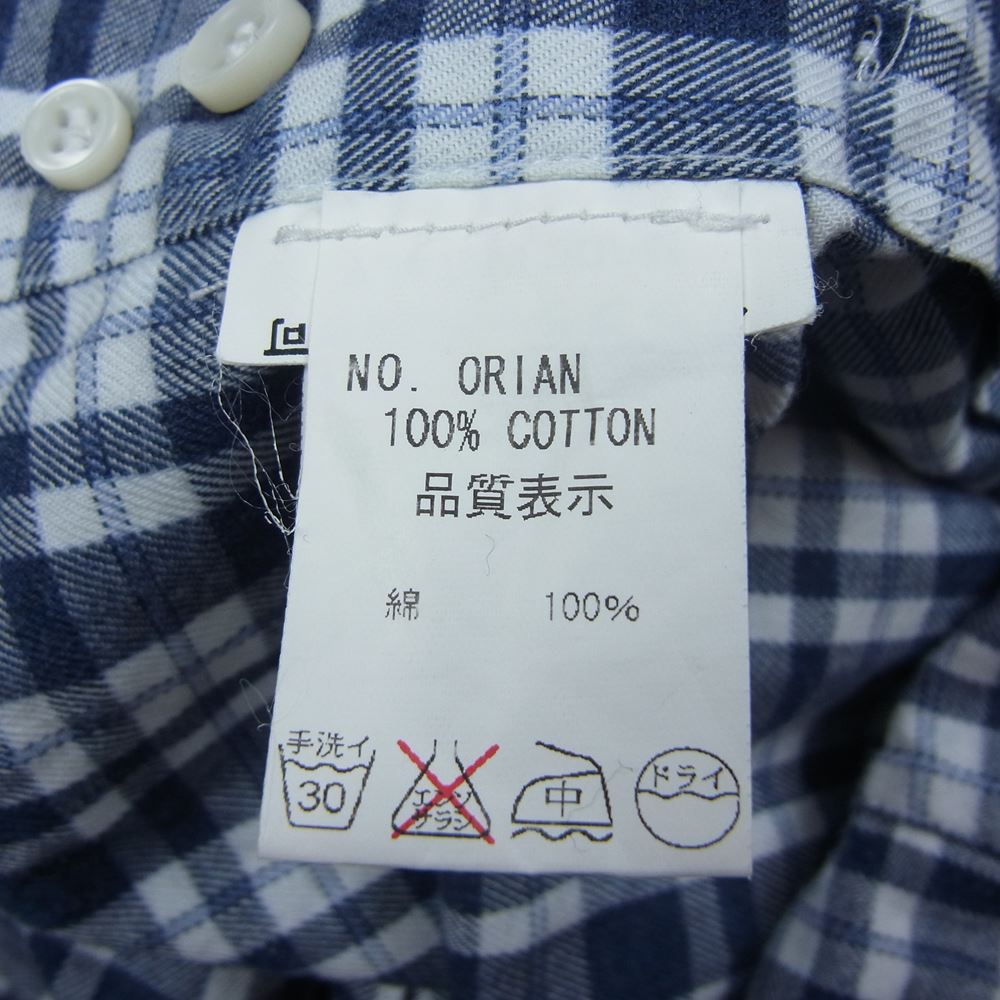 NO. ORIAN
100% COTTON
品質表示
綿 100%
手洗イ
30
エンソ
サラシ
中
ドライ